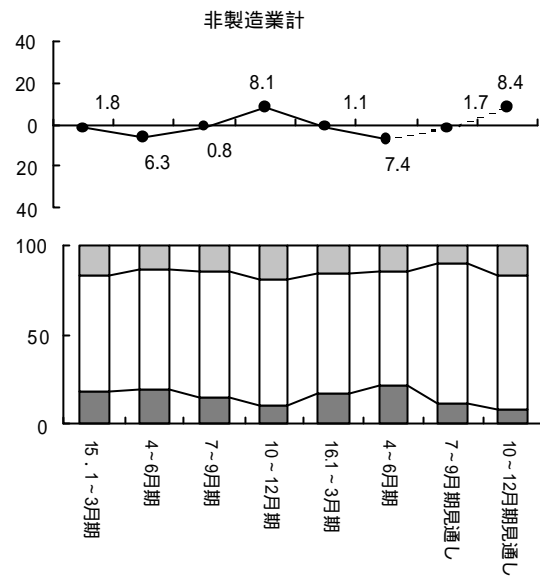 非製造業計
40
20
0
20
40
1.8
6.3
0.8
8.1
1.1
7.4
1.7
8.4
100
50
0
15．1~3月期
4~6月期
7~9月期
10~12月期
16.1~3月期
4~6月期
7~9月期見通し
10~12月期見通し